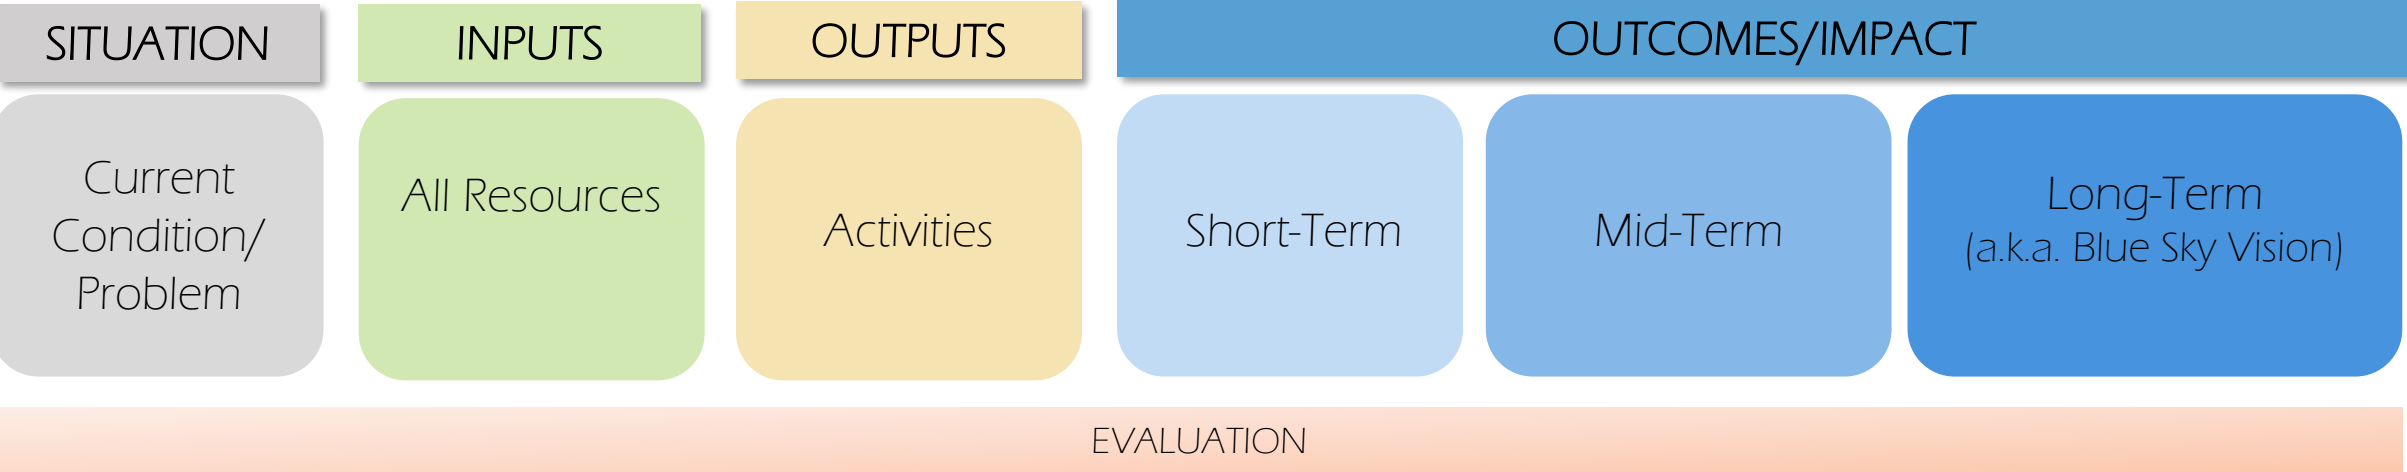 SITUATION
INPUTS
OUTPUTS
OUTCOMES/IMPACT
Current
Condition/
Problem
All Resources
Activities
Short-Term
Mid-Term
Long-Term
(a.k.a. Blue Sky Vision)
EVALUATION